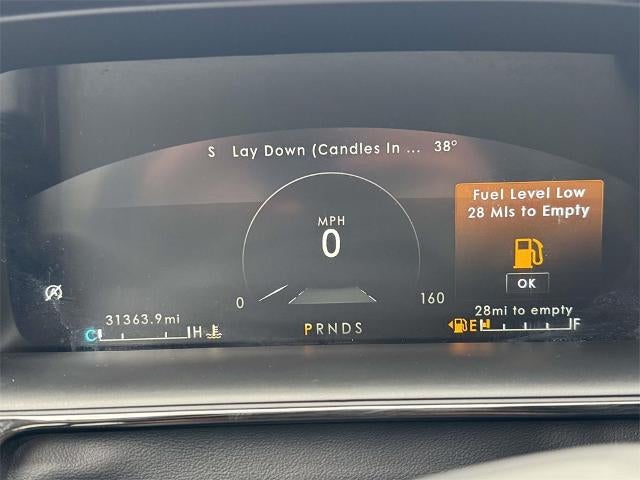 S Lay Down (Candles In ... 38°
Fuel Level Low
28 MIs to Empty
OK
MPH
0
0 160
31363.9mi
28mi to empty
C H
PRNDS
E F